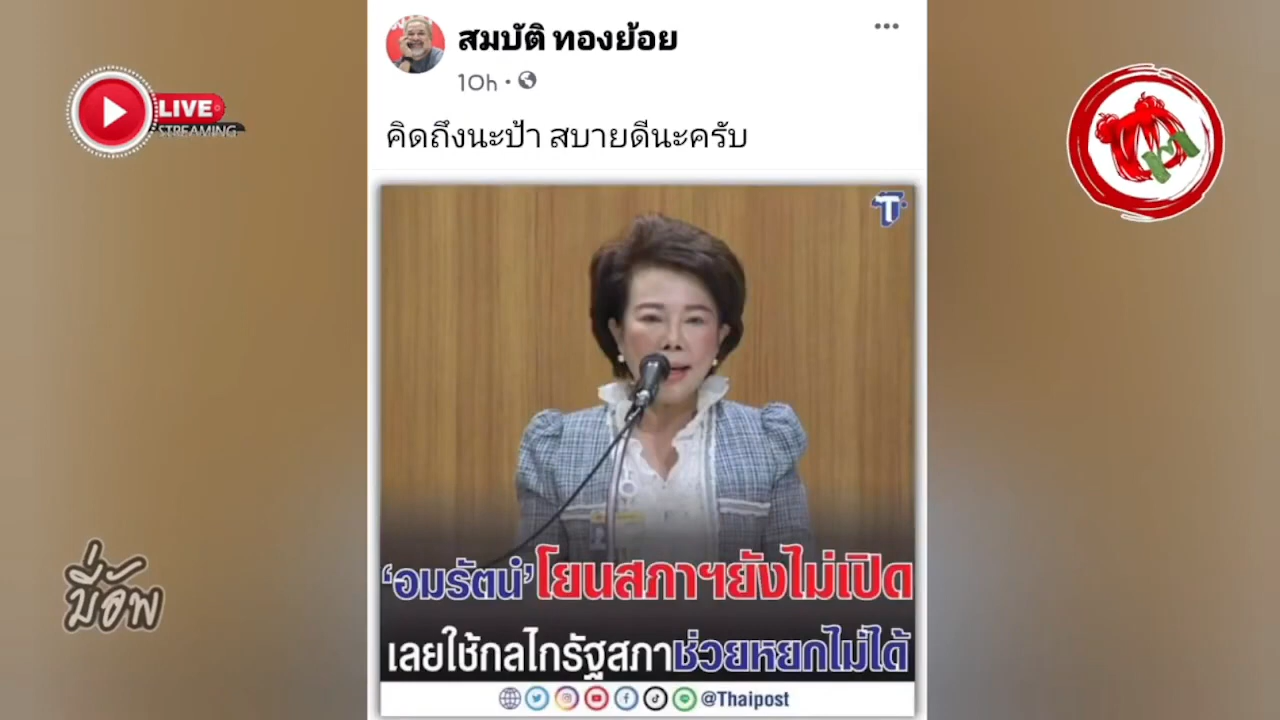 สมบัติ ทองย้อย
10h
คิดถึงนะป้า สบายดีนะครับ
LIVE
STREAMING
TM
T
'อมรัตน์' โยนสภาฯยังไม่เปิด
เลยใช้กลไกรัฐสภาช่วยหยกไม่ได้
@Thaipost
บี๋อัพ